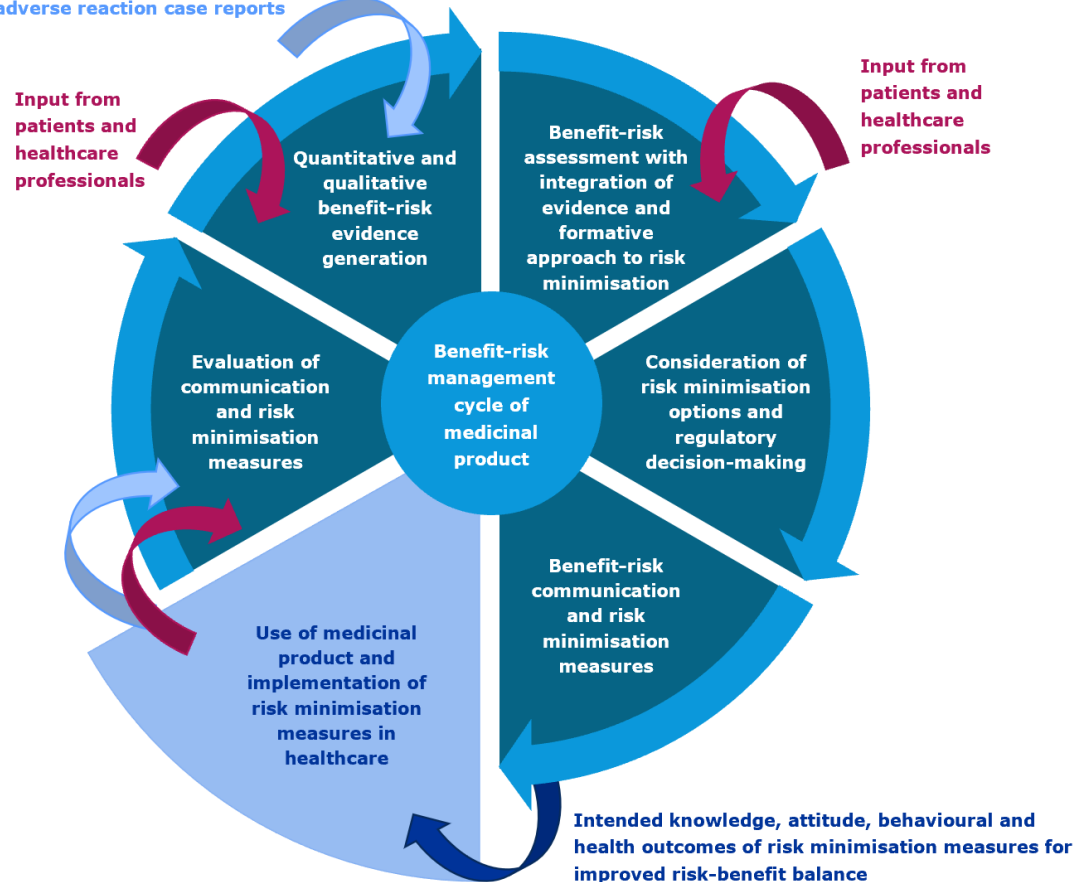 adverse reaction case reports
Input from
patients and
healthcare
professionals
Input from
patients and
healthcare
professionals
Quantitative and
qualitative
benefit-risk
evidence
generation
Benefit-risk
assessment with
integration of
evidence and
formative
approach to risk
minimisation
Evaluation of
communication
and risk
minimisation
measures
Benefit-risk
management
cycle of
medicinal
product
Consideration of
risk minimisation
options and
regulatory
decision-making
Use of medicinal
product and
implementation of
risk minimisation
measures in
healthcare
Benefit-risk
communication
and risk
minimisation
measures
Intended knowledge, attitude, behavioural and
health outcomes of risk minimisation measures for
improved risk-benefit balance